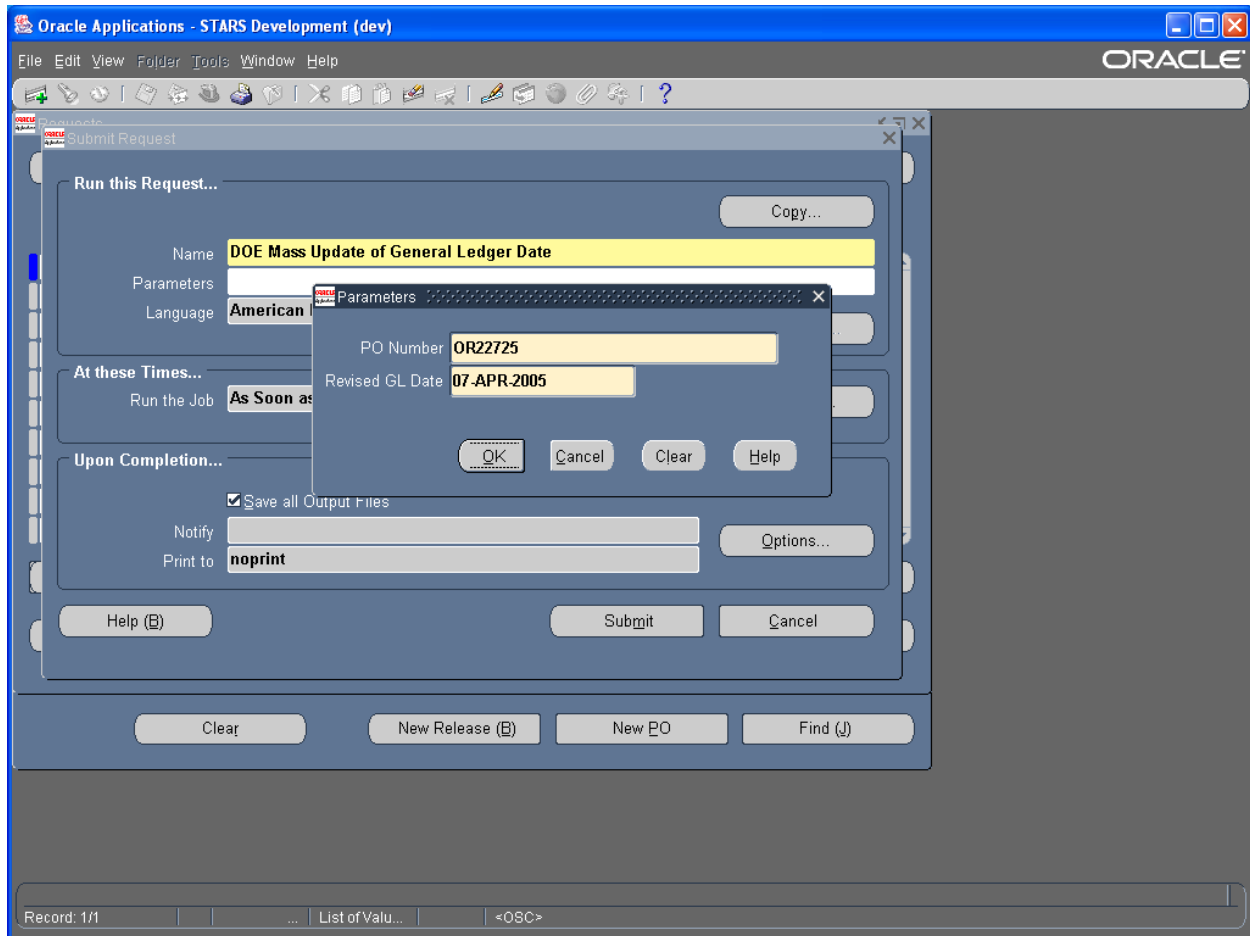 Oracle Applications - STARS Development (dev)
File Edit View Folder Tools Window Help
ORACLE
Requests
Submit Request
Run this Request...
Copy...
Name DOE Mass Update of General Ledger Date
Parameters
Language American
Parameters
PO Number OR22725
Revised GL Date 07-APR-2005
OK Cancel Clear Help
At these Times...
Run the Job As Soon as
Upon Completion...
Save all Output Files
Notify
Options...
Print to noprint
Help (B) Submit Cancel
Clear New Release (B) New PO Find (J)
Record: 1/1 ... List of Valu... <OSC>